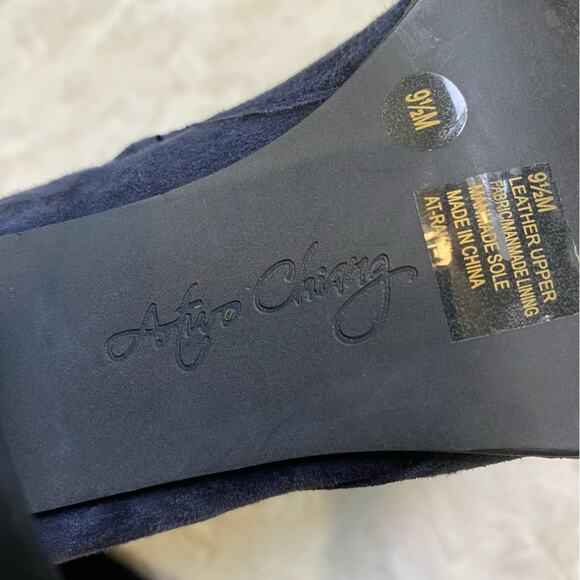 Arturo Chiang
9½M
9½M
LEATHER UPPER
FABRIC/MANMADE LINING
MANMADE SOLE
MADE IN CHINA